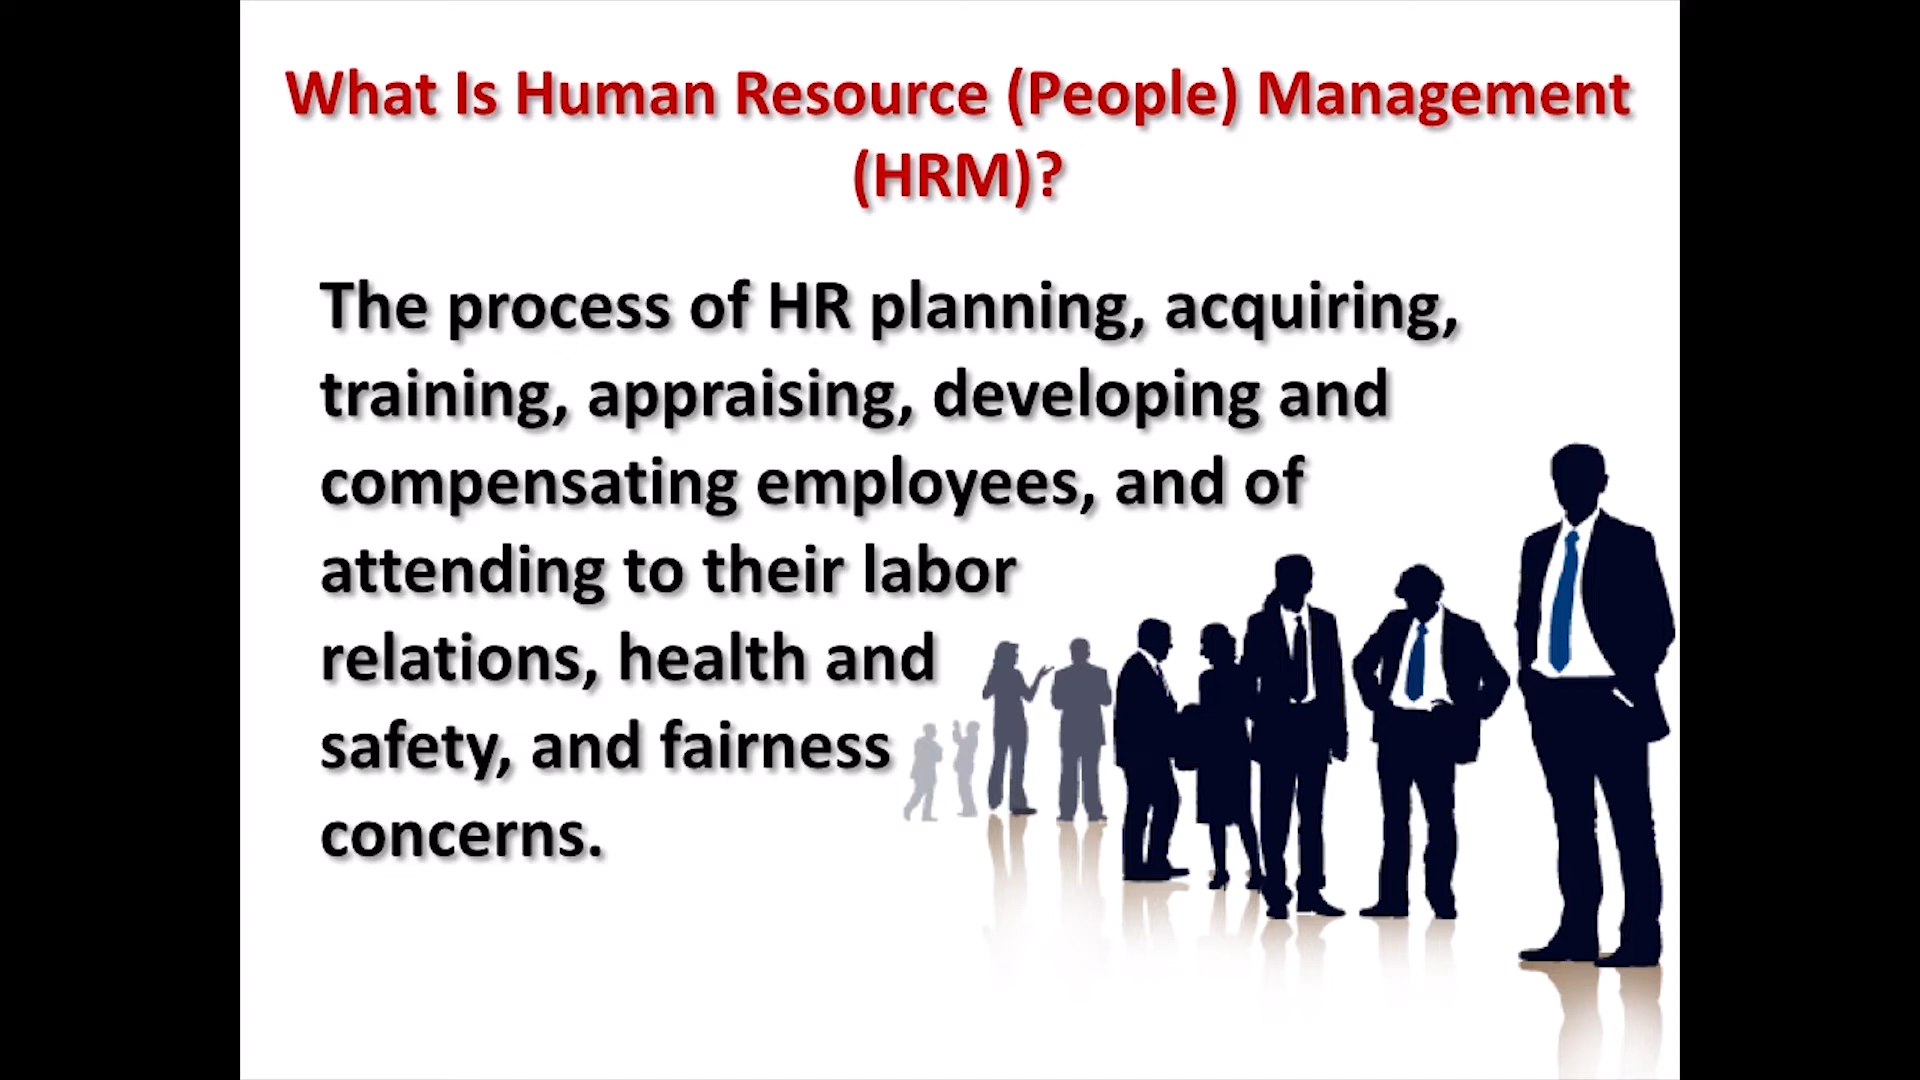 What Is Human Resource (People) Management
(HRM)?
The process of HR planning, acquiring,
training, appraising, developing and
compensating employees, and of
attending to their labor
relations, health and
safety, and fairness
concerns.